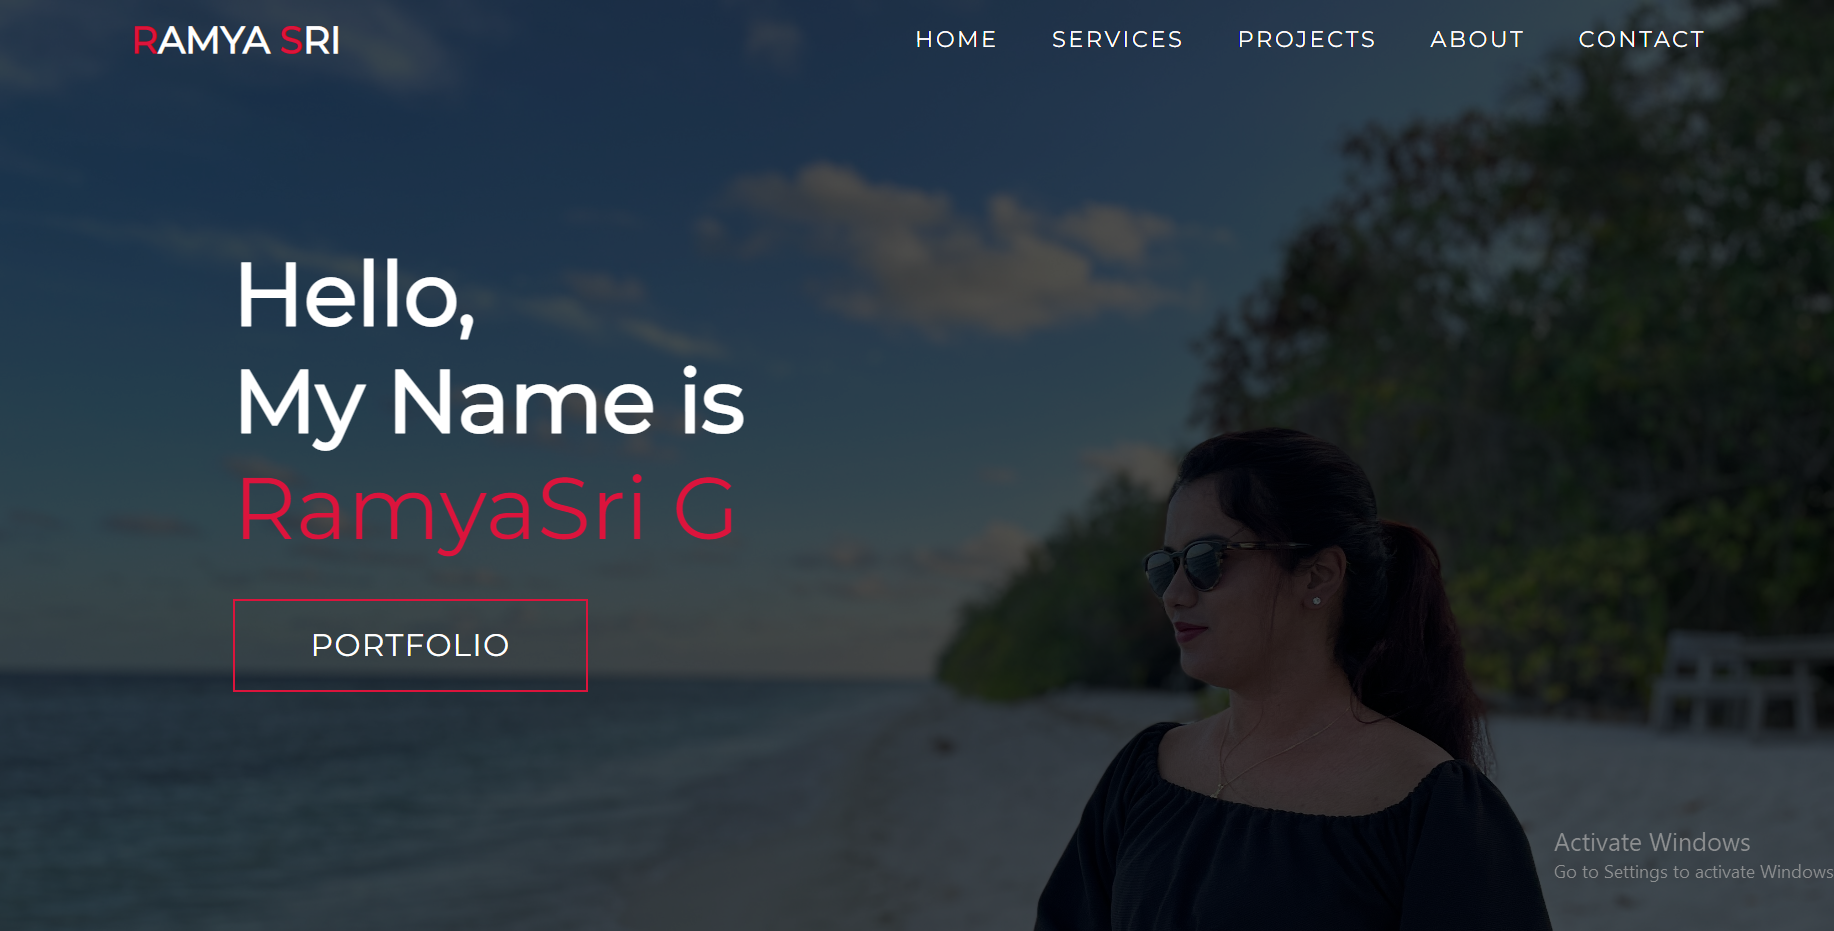 RAMYA SRI
HOME SERVICES PROJECTS ABOUT CONTACT
Hello,
My Name is
RamyaSri G
PORTFOLIO
Activate Windows
Go to Settings to activate Windows